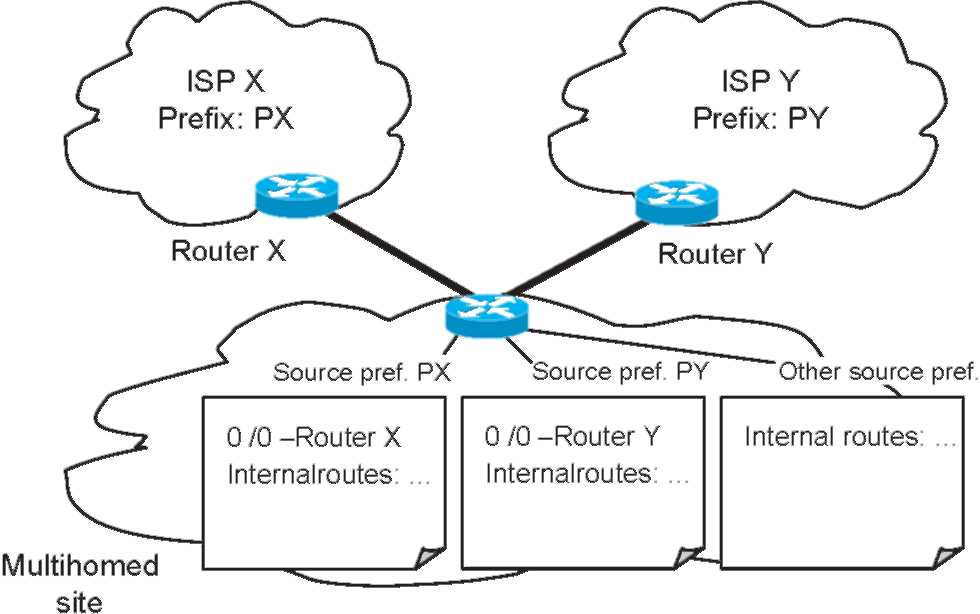 ISP X
Prefix: PX
ISP Y
Prefix: PY
Router X
Router Y
Source pref. PX
Source pref. PY
Other source pref.
0 /0 –Router X
Internalroutes: ...
0 /0 –Router Y
Internalroutes: ...
Internal routes: ...
Multihomed
site